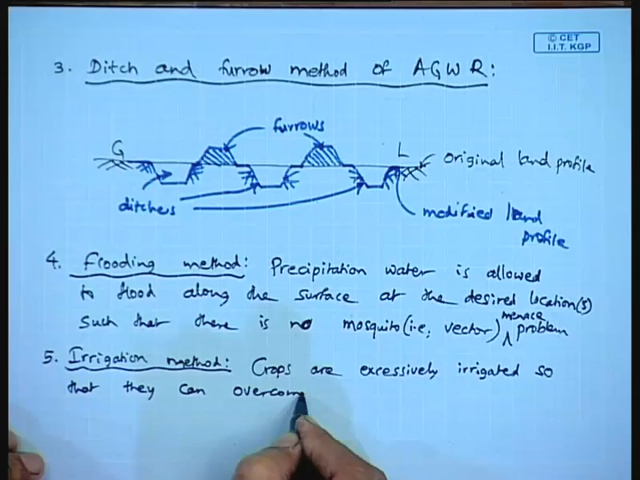 © CET
I.I.T. KGP
3. Ditch and furrow method of AGWR:
furrows
G
L
original land profile
ditches
modified land
profile
4. Flooding method: Precipitation water is allowed
to flood along the surface at the desired location(s)
menace
such that there is no mosquito (i.e., vector) ^ problem
5. Irrigation method: Crops are excessively irrigated so
that they can overcom